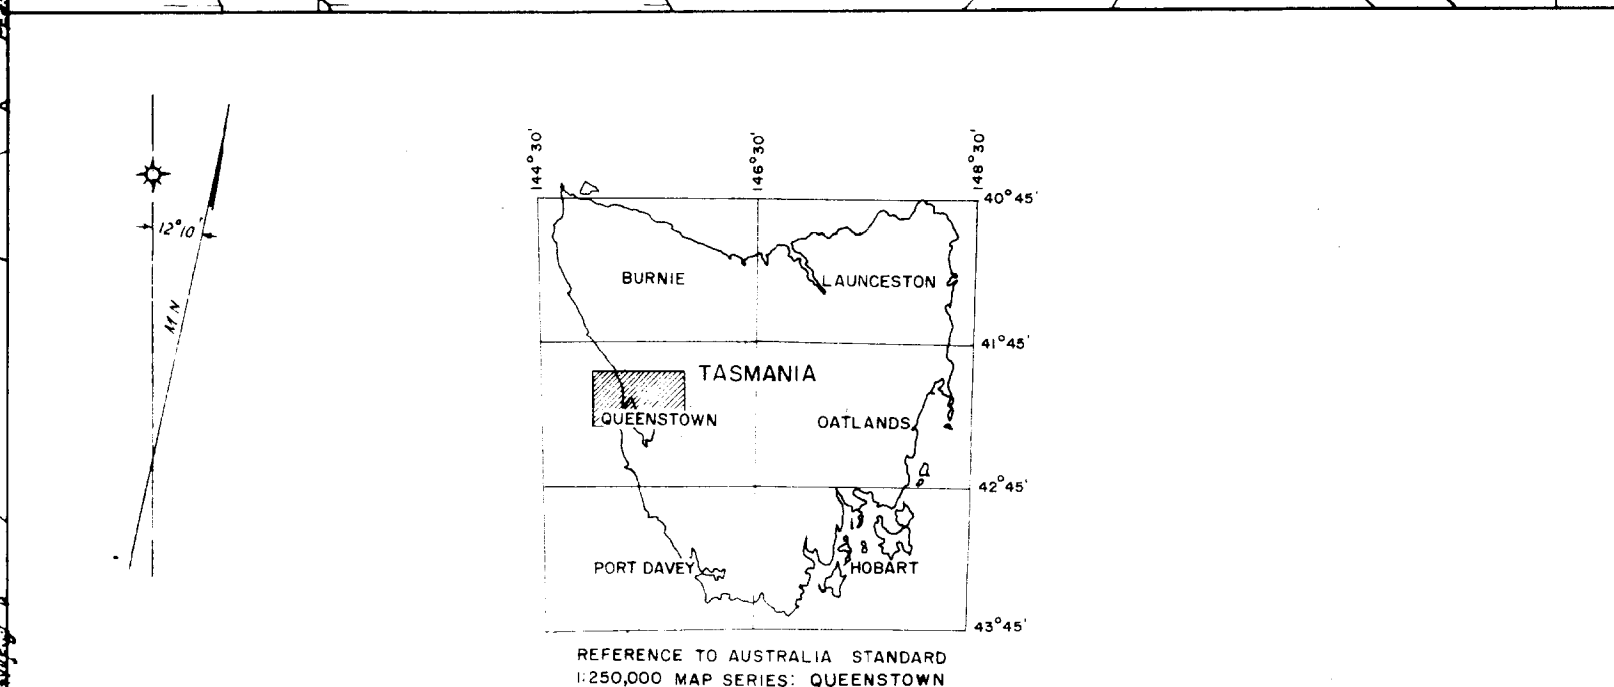 144°30'
146°30'
148°30'
40°45'
12°10'
MN
BURNIE
LAUNCESTON
41°45'
TASMANIA
QUEENSTOWN
OATLANDS
42°45'
PORT DAVEY
HOBART
43°45'
REFERENCE TO AUSTRALIA STANDARD
1:250,000 MAP SERIES: QUEENSTOWN